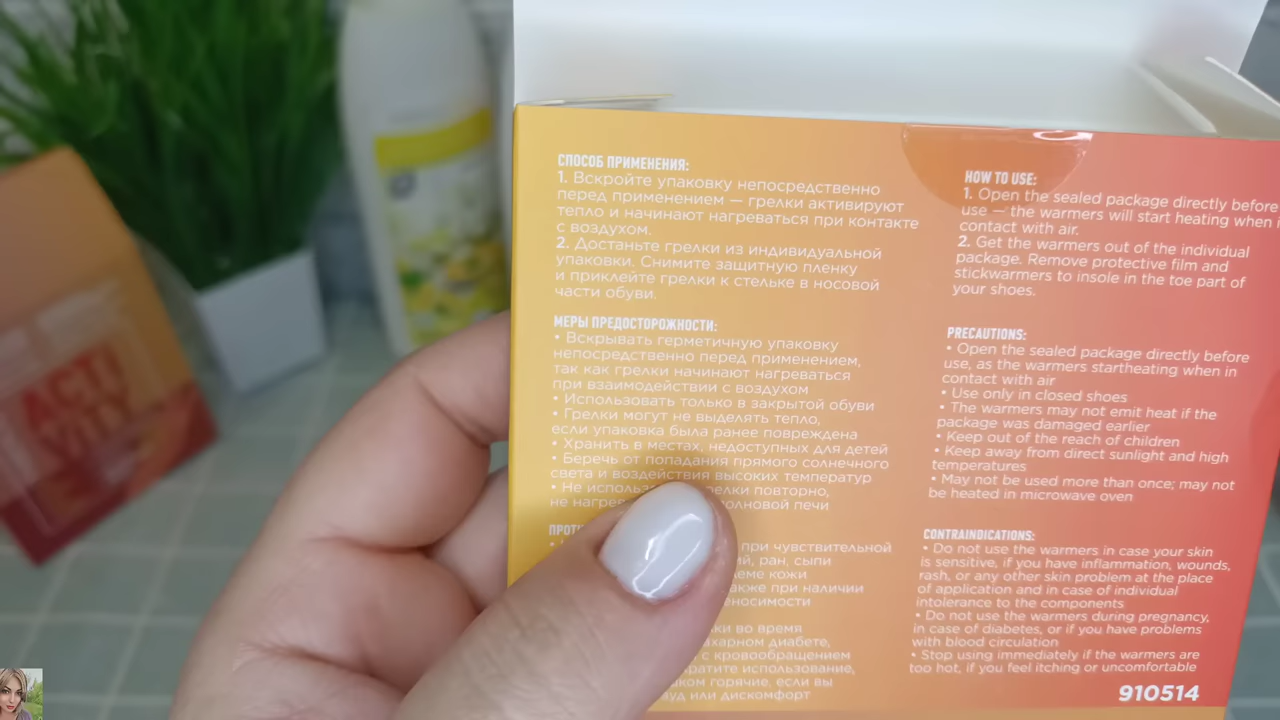 СПОСОБ ПРИМЕНЕНИЯ:
1. Вскройте упаковку непосредственно
перед применением — грелки активируют
тепло и начинают нагреваться при контакте
с воздухом.
2. Достаньте грелки из индивидуальной
упаковки. Снимите защитную пленку
и приклейте грелки к стельке в носовой
части обуви.
МЕРЫ ПРЕДОСТОРОЖНОСТИ:
• Вскрывать герметичную упаковку
непосредственно перед применением,
так как грелки начинают нагреваться
при взаимодействии с воздухом
• Использовать только в закрытой обуви
• Грелки могут не выделять тепло,
если упаковка была ранее повреждена
• Хранить в местах, недоступных для детей
• Беречь от попадания прямого солнечного
света и воздействия высоких температур
• Не повторно,
не печи
при чувствительной
ран, сыпи
кожи
при наличии
во время
диабете,
с кровообращением
использование,
горячие, если вы
или дискомфорт
HOW TO USE:
1. Open the sealed package directly before
use — the warmers will start heating when
contact with air.
2. Get the warmers out of the individual
package. Remove protective film and
stickwarmers to insole in the toe part of
your shoes.
PRECAUTIONS:
• Open the sealed package directly before
use, as the warmers startheating when in
contact with air
• Use only in closed shoes
• The warmers may not emit heat if the
package was damaged earlier
• Keep out of the reach of children
• Keep away from direct sunlight and high
temperatures
• May not be used more than once; may not
be heated in microwave oven
CONTRAINDICATIONS:
• Do not use the warmers in case your skin
is sensitive, if you have inflammation, wounds,
rash, or any other skin problem at the place
of application and in case of individual
intolerance to the components
• Do not use the warmers during pregnancy,
in case of diabetes, or if you have problems
with blood circulation
• Stop using immediately if the warmers are
too hot, if you feel itching or uncomfortable
910514